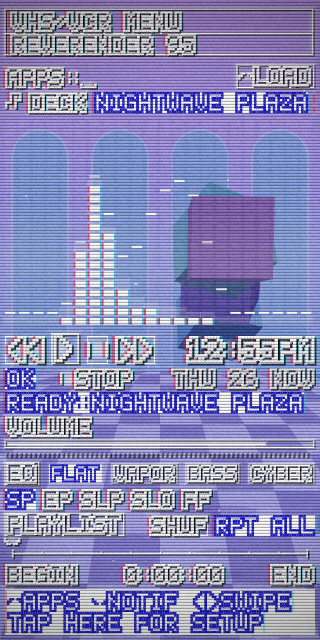 VHS/VCR MENU
REWERENDER 95
APPS::_ LOAD
DECK NIGHTWAVE PLAZA
12:55PM
OK STOP THU 23 NOV
READY::NIGHTWAVE PLAZA
VOLUME
EQ FLAT VAPOR BASS CYBER
SP EP SLP SLO FF
PLAYLIST SHUF RPT ALL
BEGIN 0:00:00 END
APPS NOTIF SWIPE
TAP HERE FOR SETUP